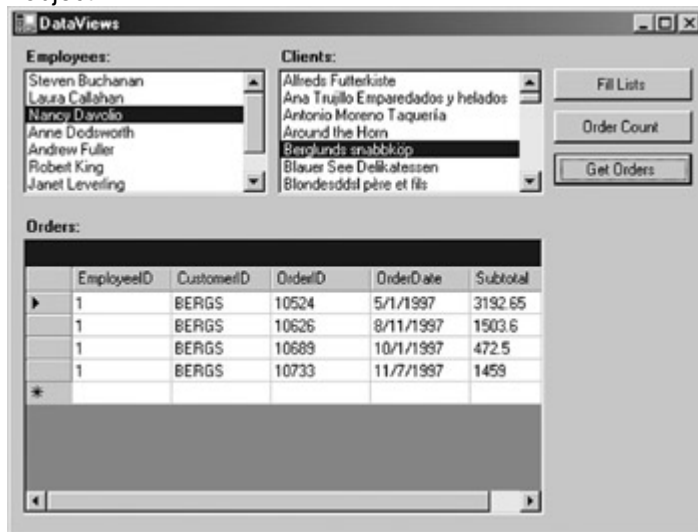 DataViews
Employees:
Steven Buchanan
Laura Callahan
Nancy Davolio
Anne Dodsworth
Andrew Fuller
Robert King
Janet Leverling
Clients:
Alfreds Futterkiste
Ana Trujillo Emparedados y helados
Antonio Moreno Taquería
Around the Horn
Berglunds snabbköp
Blauer See Delikatessen
Blondesddsl père et fils
Fill Lists
Order Count
Get Orders
Orders:
EmployeeID CustomerID OrderID OrderDate Subtotal
1 BERGS 10524 5/1/1997 3192.65
1 BERGS 10626 8/11/1997 1503.6
1 BERGS 10689 10/1/1997 472.5
1 BERGS 10733 11/7/1997 1459